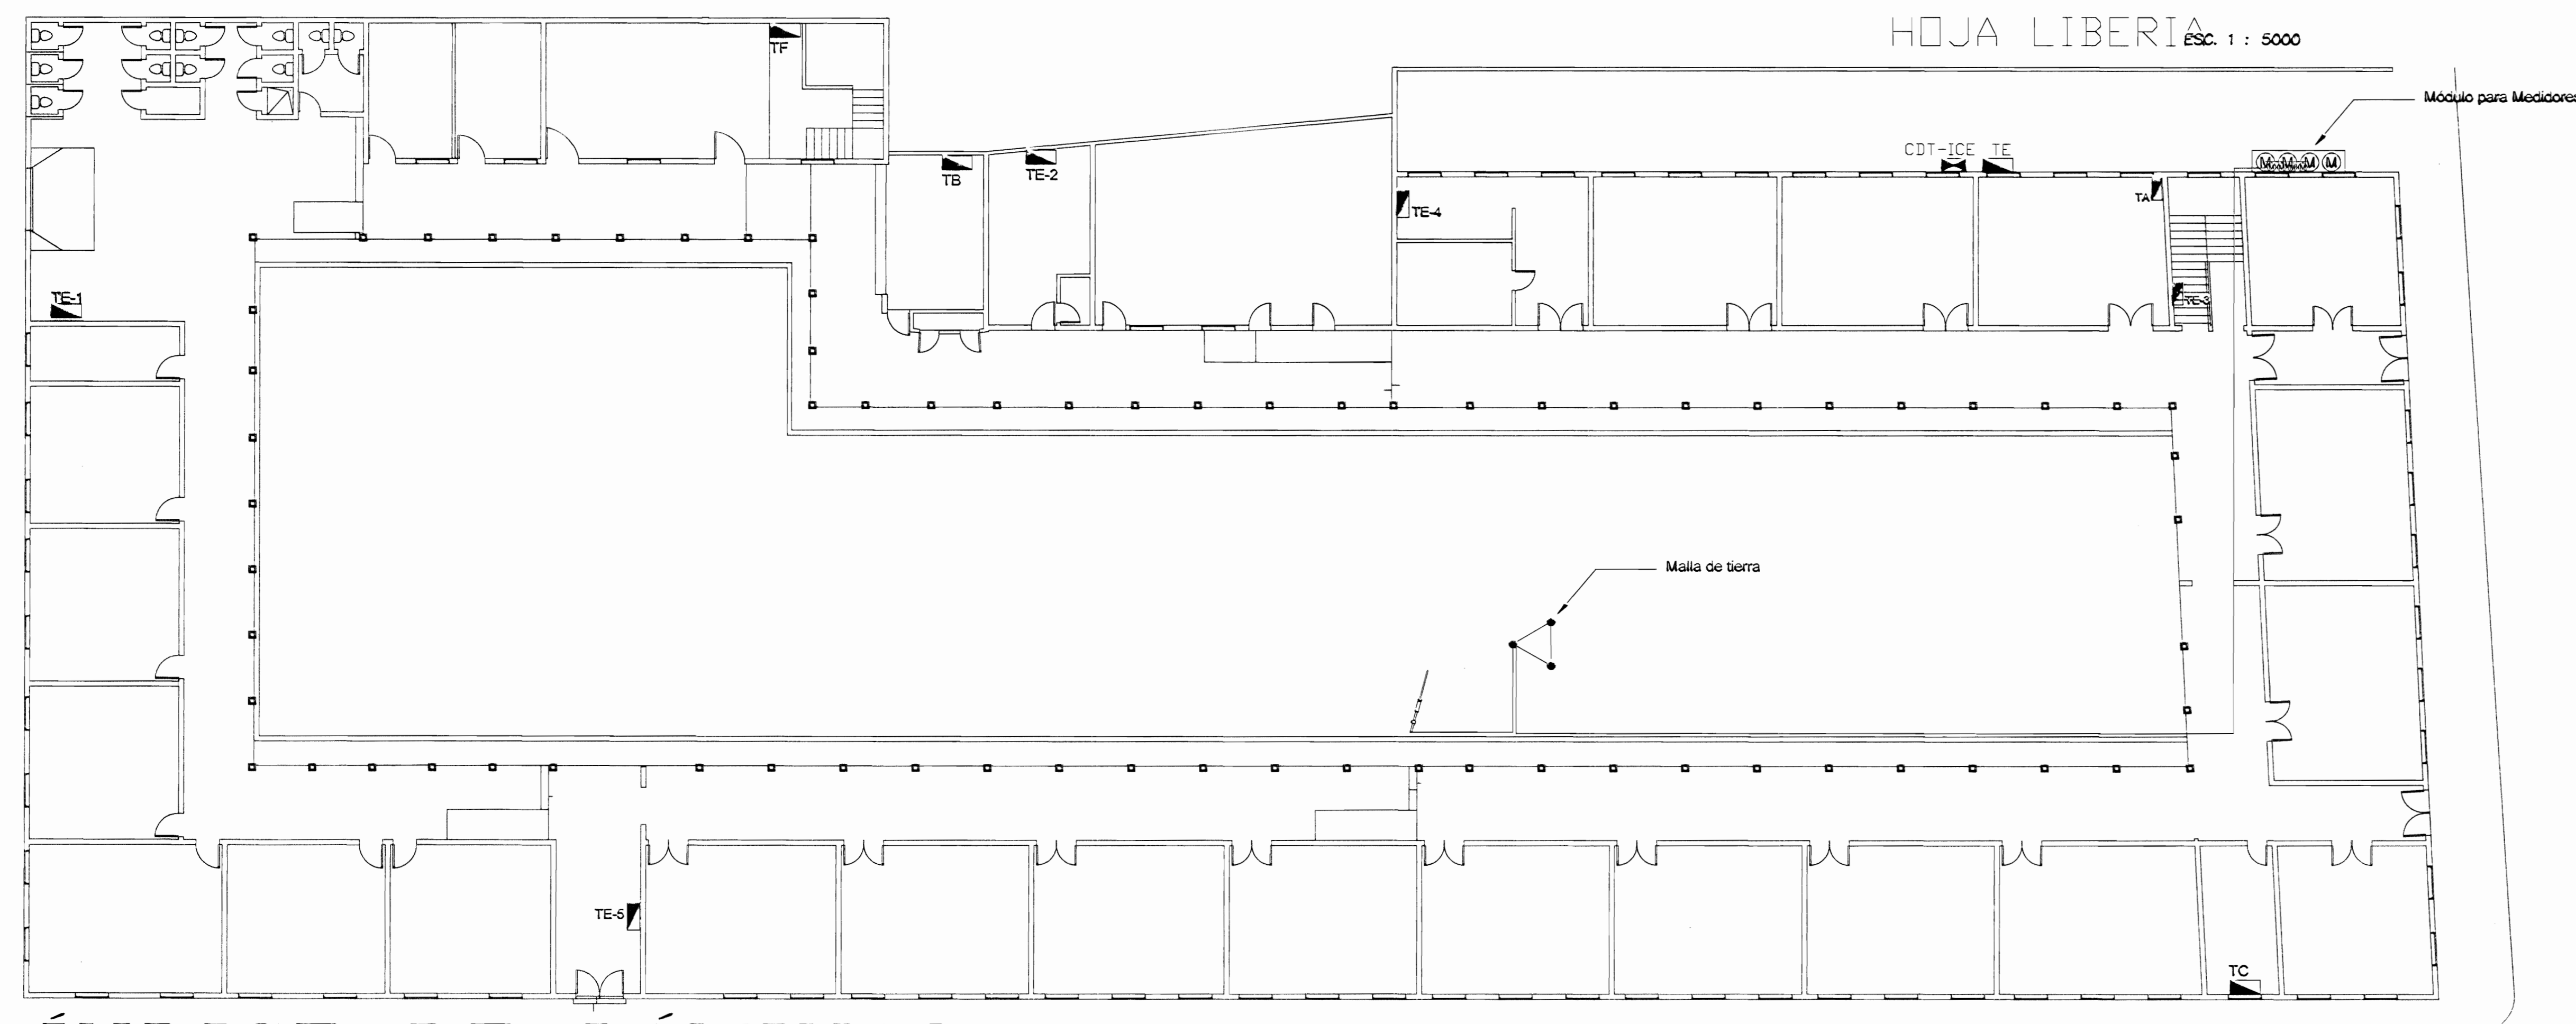 HOJA LIBERIA
ESC. 1 : 5000
TF
Módulo para Medidores
CDT-ICE TE
M M M M
TB
TE-2
TE-4
TA
TE-1
TE-3
Malla de tierra
TE-5
TC